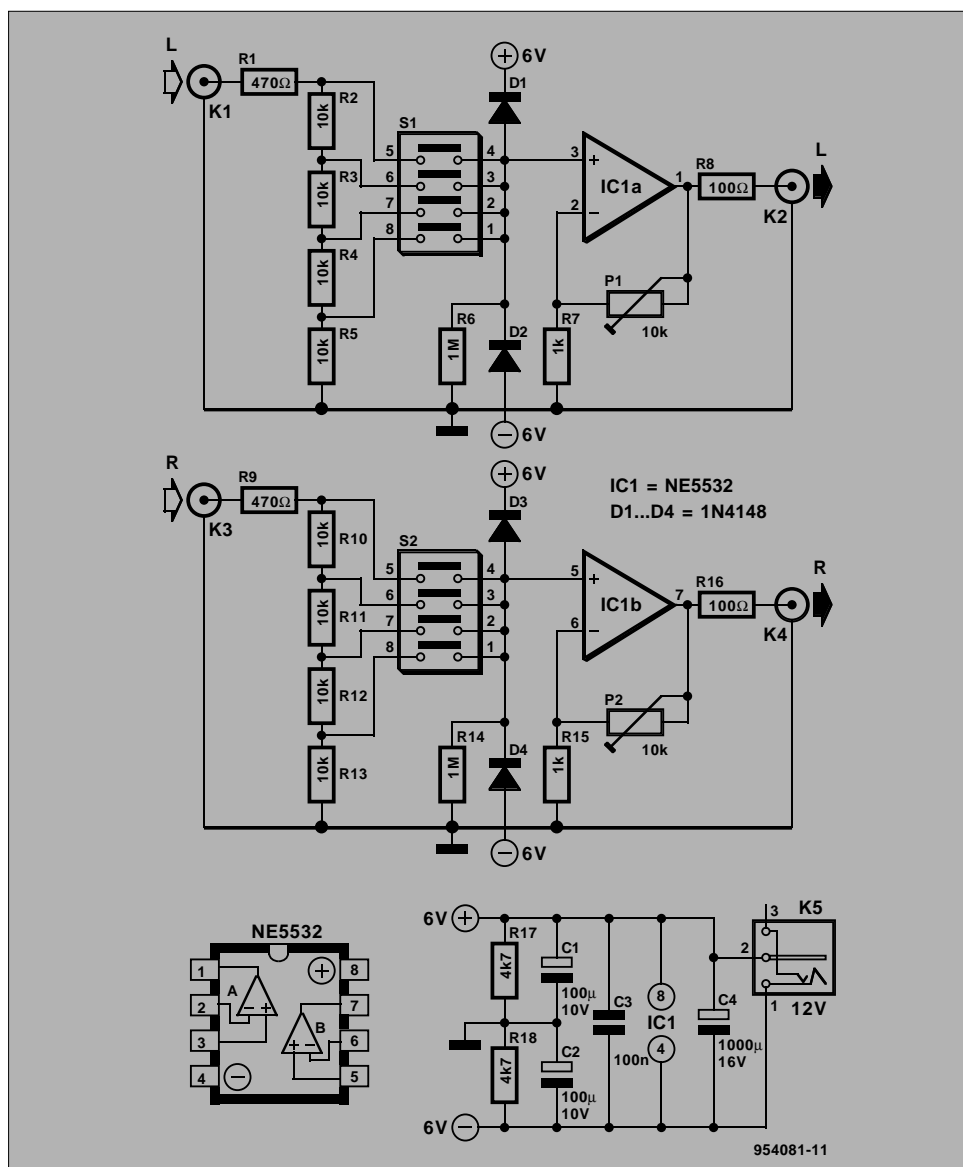 L
R1
470Ω
K1
R2
10k
R3
10k
R4
10k
R5
10k
S1
5 4
6 3
7 2
8 1
+ 6V
D1
R6
1M
D2
− 6V
3 +
2 −
IC1a
1
R8
100Ω
L
K2
P1
10k
R7
1k
R
R9
470Ω
K3
R10
10k
R11
10k
R12
10k
R13
10k
S2
5 4
6 3
7 2
8 1
+ 6V
D3
IC1 = NE5532
D1...D4 = 1N4148
R14
1M
D4
− 6V
5 +
6 −
IC1b
7
R16
100Ω
R
K4
P2
10k
R15
1k
NE5532
1 8
2 7
3 6
4 5
A
− +
B
+ −
+
−
6V +
R17
4k7
R18
4k7
C1
100µ
10V
C2
100µ
10V
C3
100n
8
IC1
4
C4
1000µ
16V
K5
3
2
1
12V
6V −
954081-11